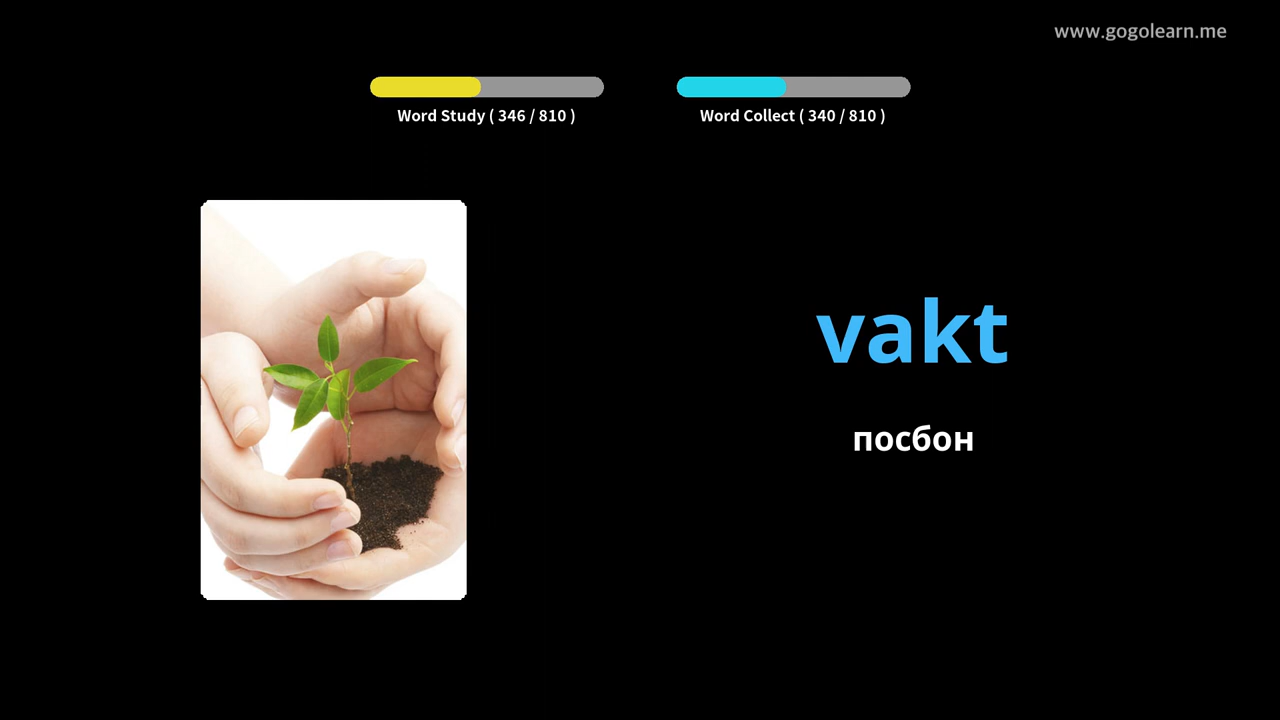 www.gogolearn.me
Word Study ( 346 / 810 )
Word Collect ( 340 / 810 )
vakt
посбон